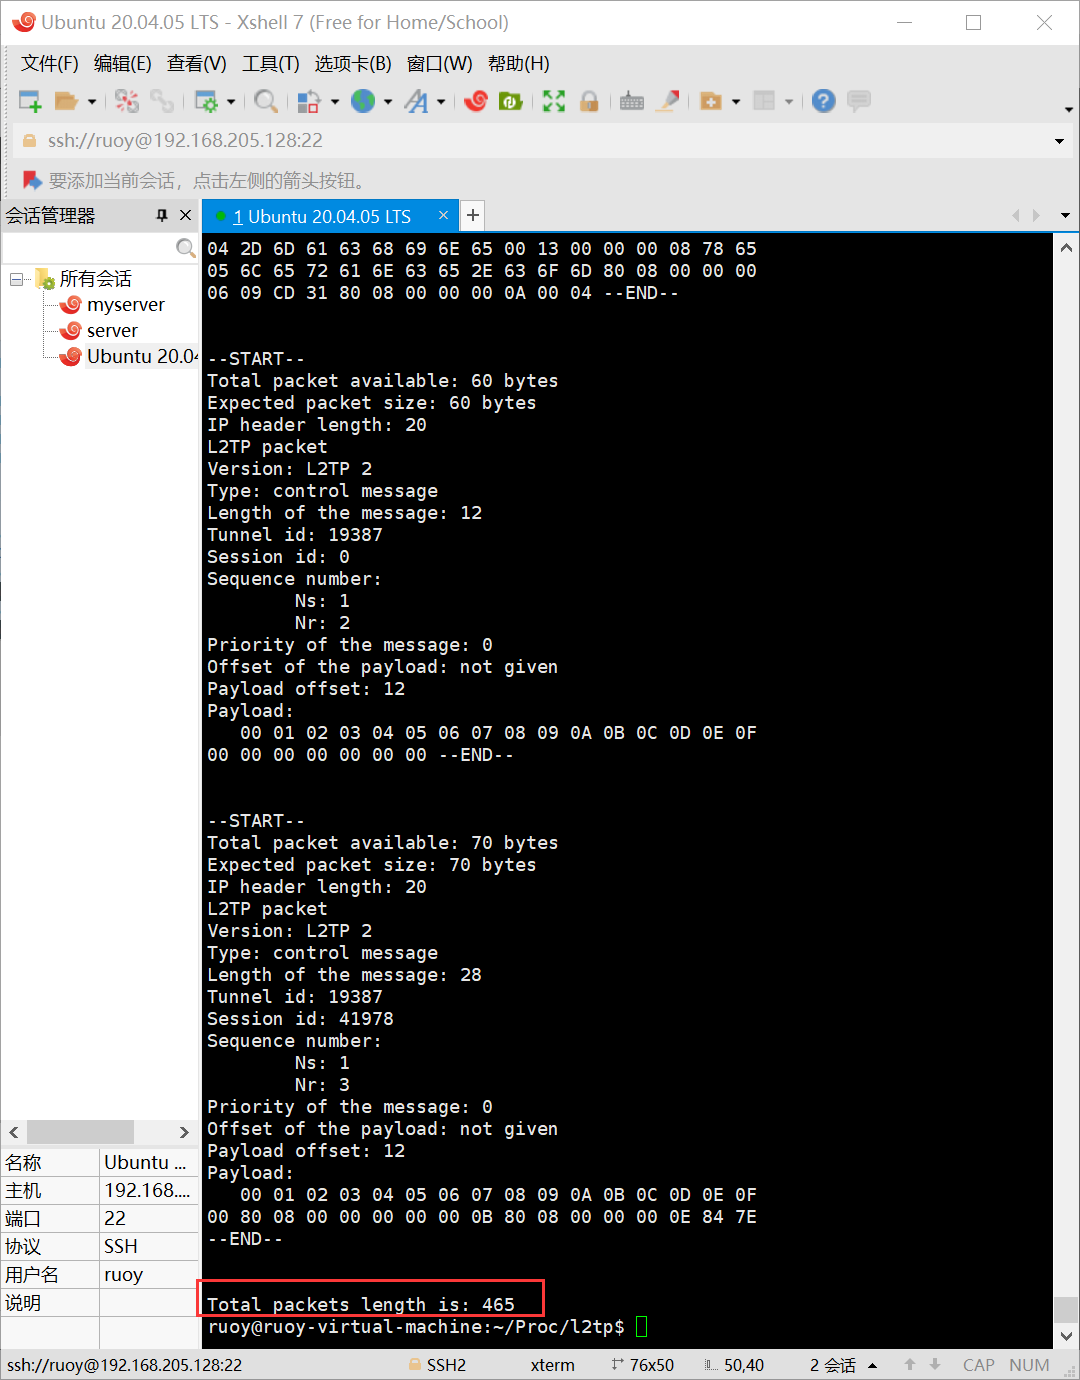 Ubuntu 20.04.05 LTS - Xshell 7 (Free for Home/School)
文件(F) 编辑(E) 查看(V) 工具(T) 选项卡(B) 窗口(W) 帮助(H)
ssh://ruoy@192.168.205.128:22
要添加当前会话，点击左侧的箭头按钮。
会话管理器
1 Ubuntu 20.04.05 LTS
所有会话
myserver
server
Ubuntu 20.04
04 2D 6D 61 63 68 69 6E 65 00 13 00 00 00 08 78 65
05 6C 65 72 61 6E 63 65 2E 63 6F 6D 80 08 00 00 00
06 09 CD 31 80 08 00 00 00 0A 00 04 --END--
--START--
Total packet available: 60 bytes
Expected packet size: 60 bytes
IP header length: 20
L2TP packet
Version: L2TP 2
Type: control message
Length of the message: 12
Tunnel id: 19387
Session id: 0
Sequence number:
Ns: 1
Nr: 2
Priority of the message: 0
Offset of the payload: not given
Payload offset: 12
Payload:
00 01 02 03 04 05 06 07 08 09 0A 0B 0C 0D 0E 0F
00 00 00 00 00 00 00 --END--
--START--
Total packet available: 70 bytes
Expected packet size: 70 bytes
IP header length: 20
L2TP packet
Version: L2TP 2
Type: control message
Length of the message: 28
Tunnel id: 19387
Session id: 41978
Sequence number:
Ns: 1
Nr: 3
Priority of the message: 0
Offset of the payload: not given
Payload offset: 12
Payload:
00 01 02 03 04 05 06 07 08 09 0A 0B 0C 0D 0E 0F
00 80 08 00 00 00 00 00 0B 80 08 00 00 00 0E 84 7E
--END--
Total packets length is: 465
ruoy@ruoy-virtual-machine:~/Proc/l2tp$
名称 Ubuntu ...
主机 192.168....
端口 22
协议 SSH
用户名 ruoy
说明
ssh://ruoy@192.168.205.128:22 SSH2 xterm 76x50 50,40 2 会话 CAP NUM